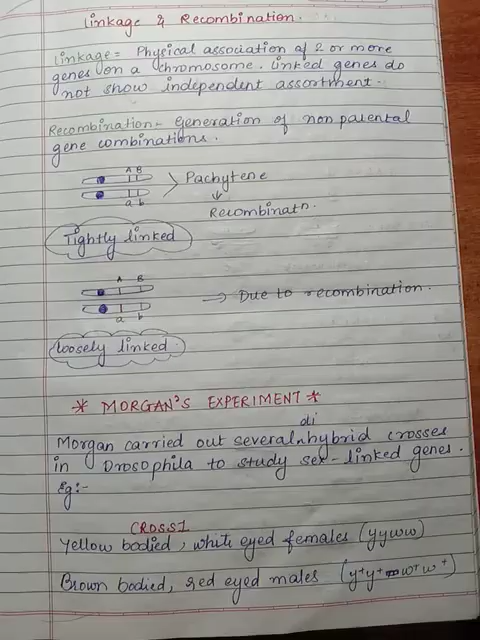 Linkage & Recombination.
Linkage = Physical association of 2 or more
genes on a chromosome. Linked genes do
not show independent assortment.
Recombination - Generation of non parental
gene combinations.
A B
a b
Pachytene
Recombinatn.
Tightly linked
A B
a b
Due to recombination.
loosely linked.
* MORGAN'S EXPERIMENT *
di
Morgan carried out several hybrid crosses
in Drosophila to study sex-linked genes.
Eg:-
CROSS 1
Yellow bodied, white eyed females (yyww)
Brown bodied, red eyed males (y+y+ w+w+)